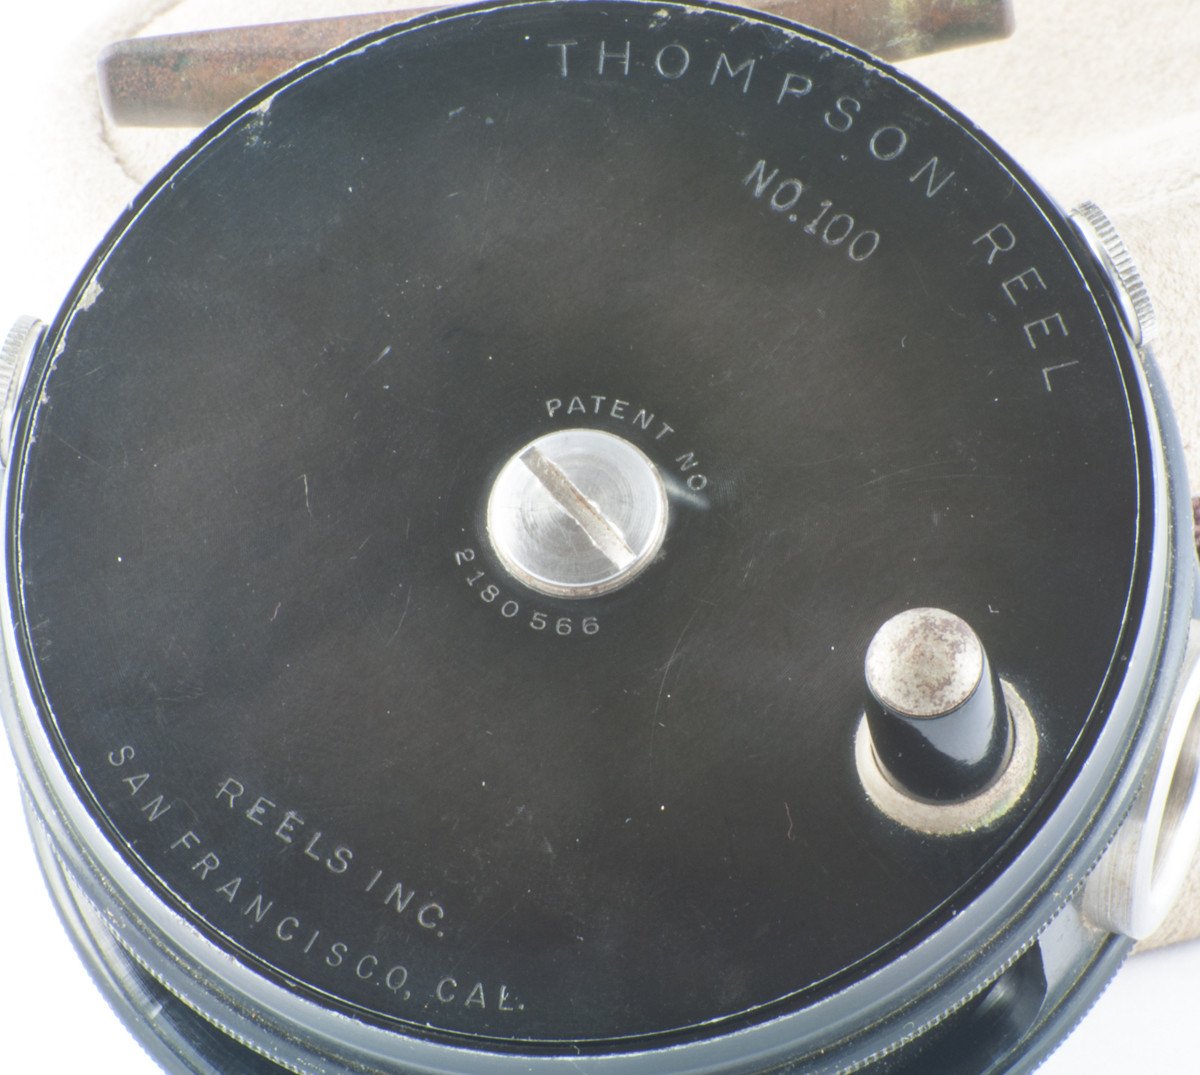 THOMPSON REEL
NO.100
PATENT NO
2180566
REELS INC.
SAN FRANCISCO, CAL.